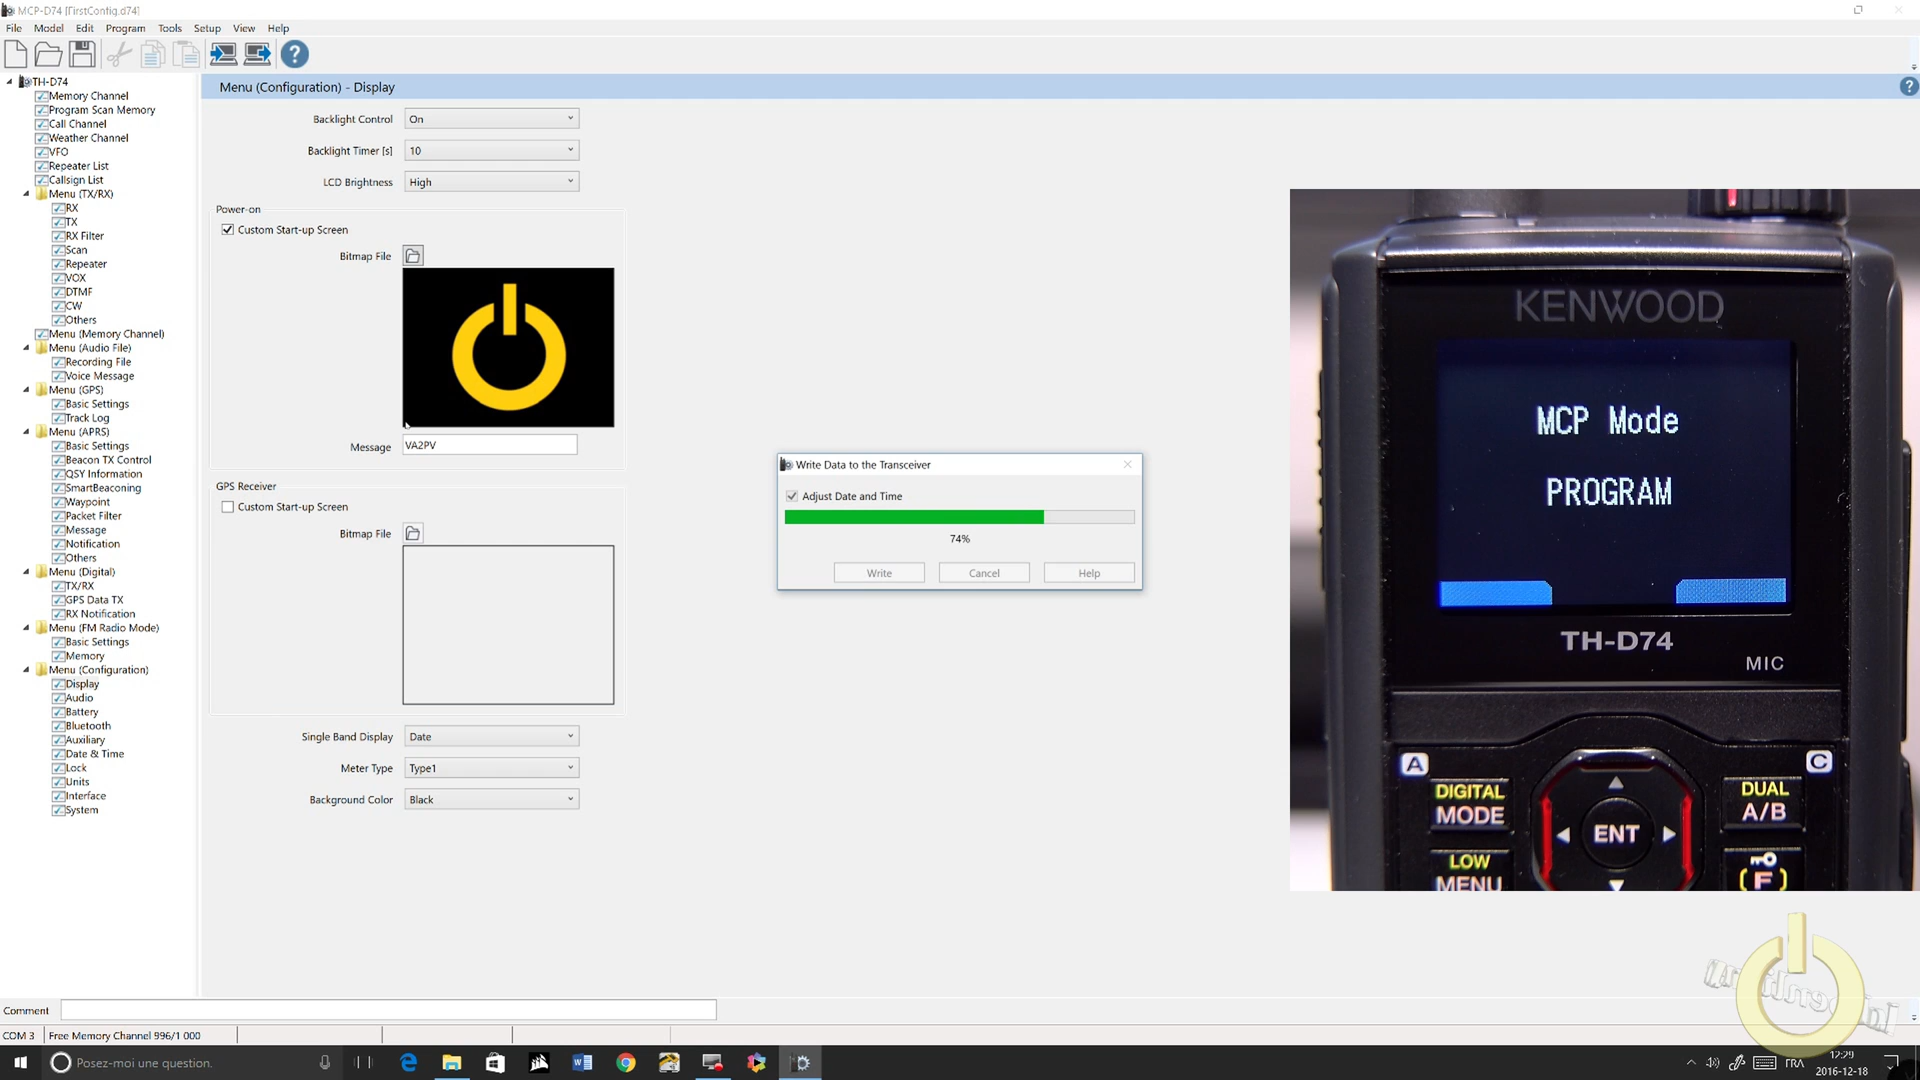 MCP-D74 [FirstConfig.d74]
File Model Edit Program Tools Setup View Help
TH-D74
Memory Channel
Program Scan Memory
Call Channel
Weather Channel
VFO
Repeater List
Callsign List
Menu (TX/RX)
RX
TX
RX Filter
Scan
Repeater
VOX
DTMF
CW
Others
Menu (Memory Channel)
Menu (Audio File)
Recording File
Voice Message
Menu (GPS)
Basic Settings
Track Log
Menu (APRS)
Basic Settings
Beacon TX Control
QSY Information
SmartBeaconing
Waypoint
Packet Filter
Message
Notification
Others
Menu (Digital)
TX/RX
GPS Data TX
RX Notification
Menu (FM Radio Mode)
Basic Settings
Memory
Menu (Configuration)
Display
Audio
Battery
Bluetooth
Auxiliary
Date & Time
Lock
Units
Interface
System
Menu (Configuration) - Display
Backlight Control On
Backlight Timer [s] 10
LCD Brightness High
Power-on
Custom Start-up Screen
Bitmap File
Message VA2PV
GPS Receiver
Custom Start-up Screen
Bitmap File
Single Band Display Date
Meter Type Type1
Background Color Black
Write Data to the Transceiver
Adjust Date and Time
74%
Write Cancel Help
KENWOOD
MCP Mode
PROGRAM
TH-D74
MIC
A
C
DIGITAL
MODE
DUAL
A/B
ENT
LOW
MENU
F
Comment
COM 3 Free Memory Channel 996/1 000
Posez-moi une question.
FRA
12:29
2016-12-18